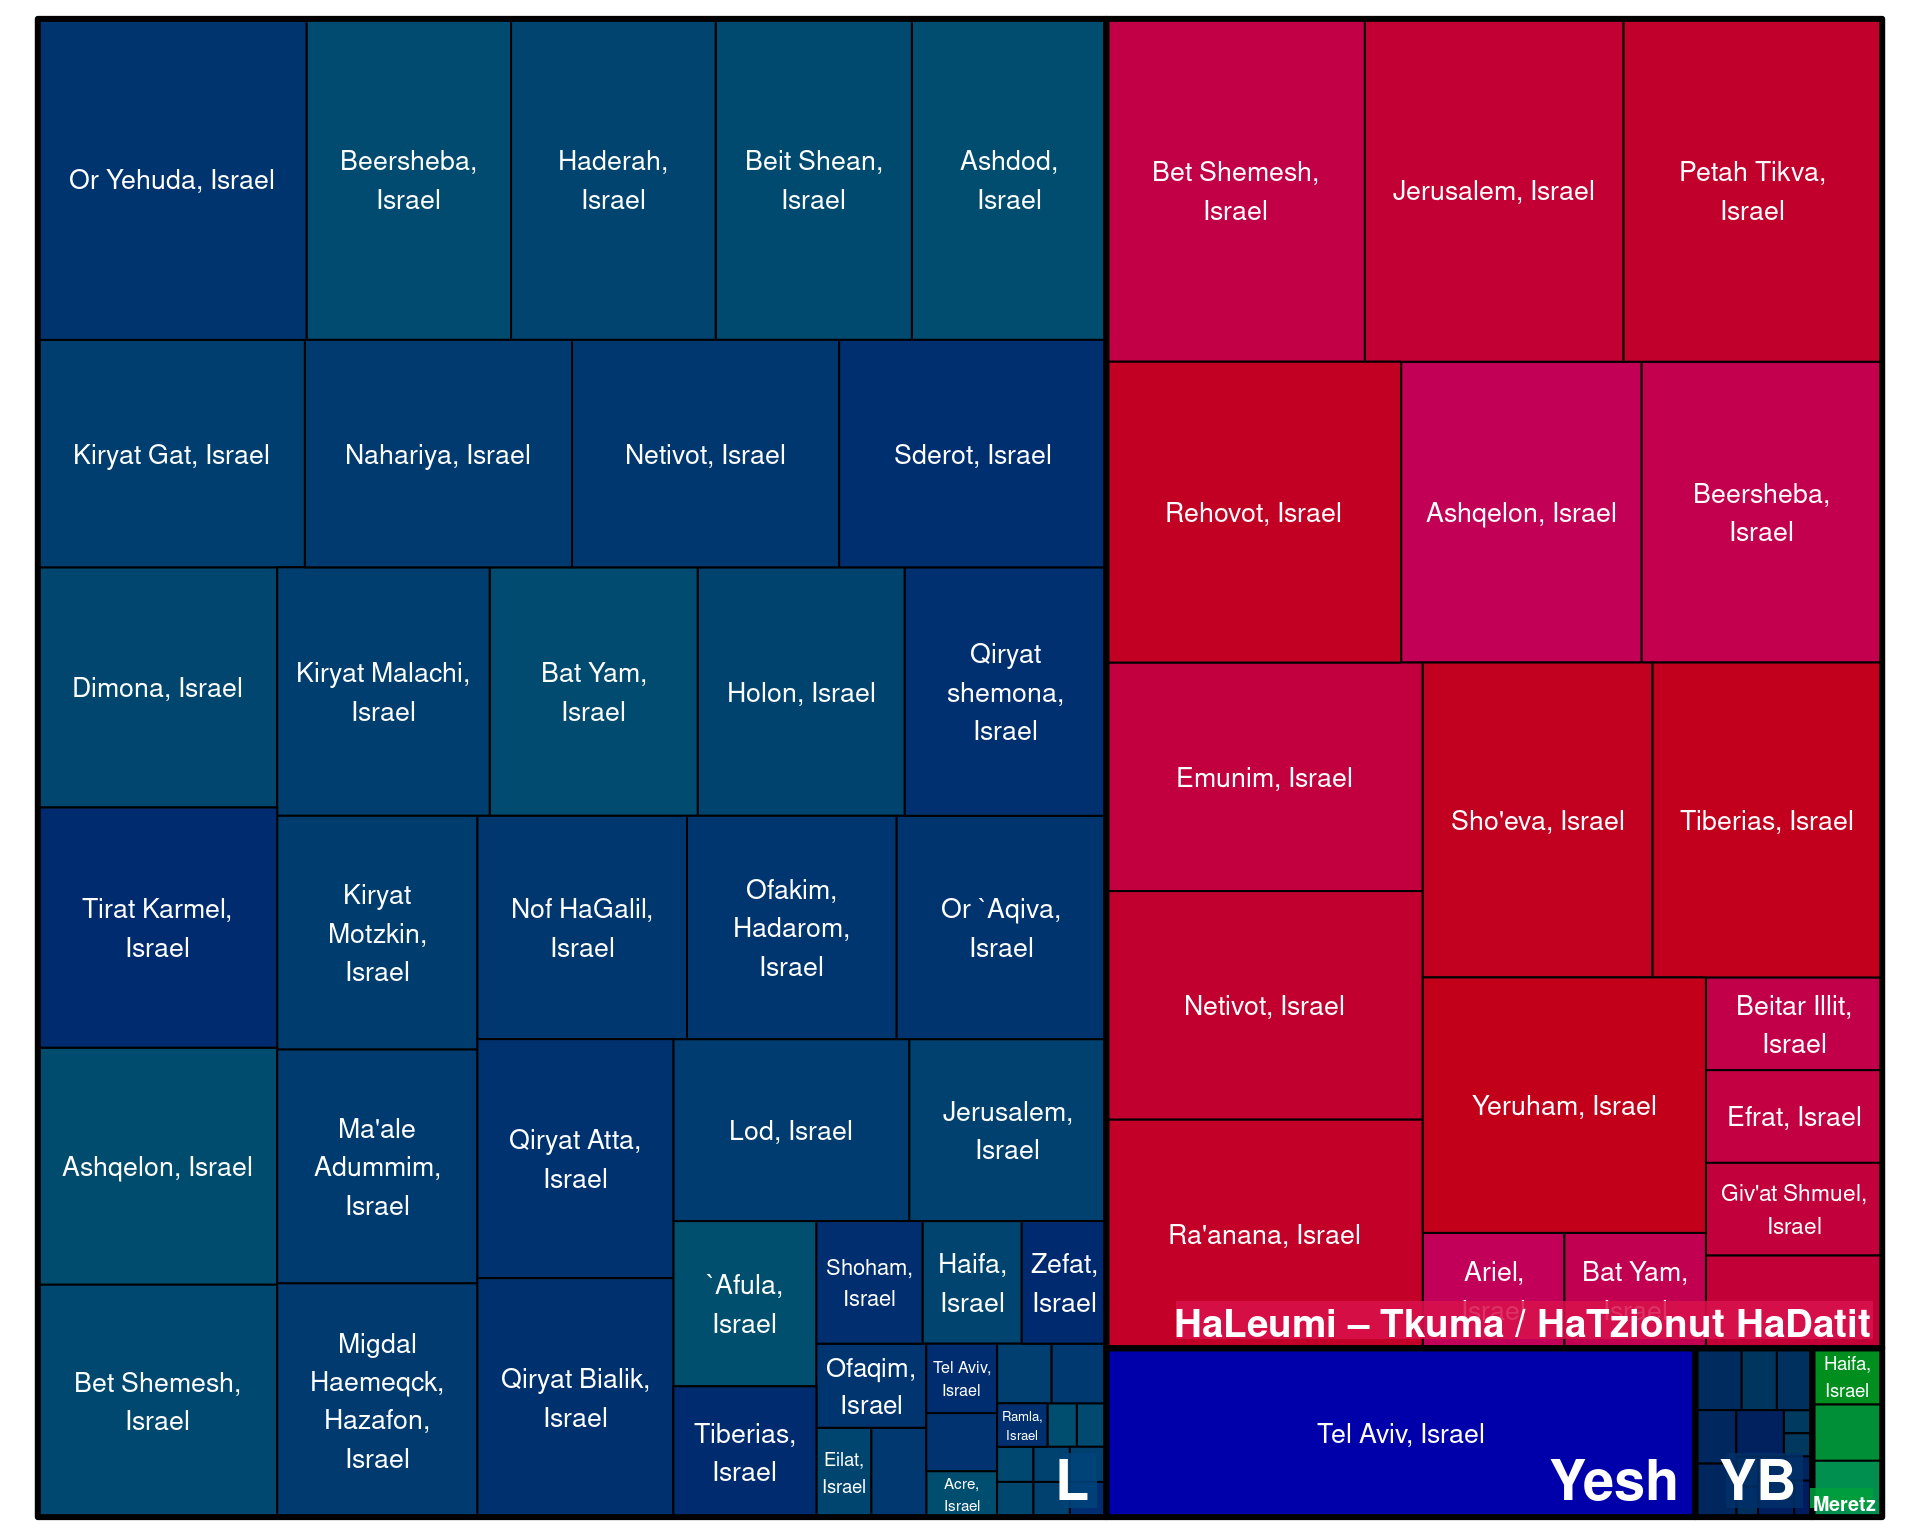 Or Yehuda, Israel
Beersheba,
Israel
Haderah,
Israel
Beit Shean,
Israel
Ashdod,
Israel
Kiryat Gat, Israel
Nahariya, Israel
Netivot, Israel
Sderot, Israel
Dimona, Israel
Kiryat Malachi,
Israel
Bat Yam,
Israel
Holon, Israel
Qiryat
shemona,
Israel
Tirat Karmel,
Israel
Kiryat
Motzkin,
Israel
Nof HaGalil,
Israel
Ofakim,
Hadarom,
Israel
Or `Aqiva,
Israel
Ashqelon, Israel
Ma'ale
Adummim,
Israel
Qiryat Atta,
Israel
Lod, Israel
Jerusalem,
Israel
Bet Shemesh,
Israel
Migdal
Haemeqck,
Hazafon,
Israel
Qiryat Bialik,
Israel
`Afula,
Israel
Shoham,
Israel
Haifa,
Israel
Zefat,
Israel
Tiberias,
Israel
Ofaqim,
Israel
Tel Aviv,
Israel
Ramla,
Israel
Eilat,
Israel
Acre,
Israel
L
Bet Shemesh,
Israel
Jerusalem, Israel
Petah Tikva,
Israel
Rehovot, Israel
Ashqelon, Israel
Beersheba,
Israel
Emunim, Israel
Sho'eva, Israel
Tiberias, Israel
Netivot, Israel
Yeruham, Israel
Beitar Illit,
Israel
Efrat, Israel
Giv'at Shmuel,
Israel
Ra'anana, Israel
Ariel,
Israel
Bat Yam,
Israel
HaLeumi – Tkuma / HaTzionut HaDatit
Tel Aviv, Israel
Yesh
YB
Haifa,
Israel
Meretz